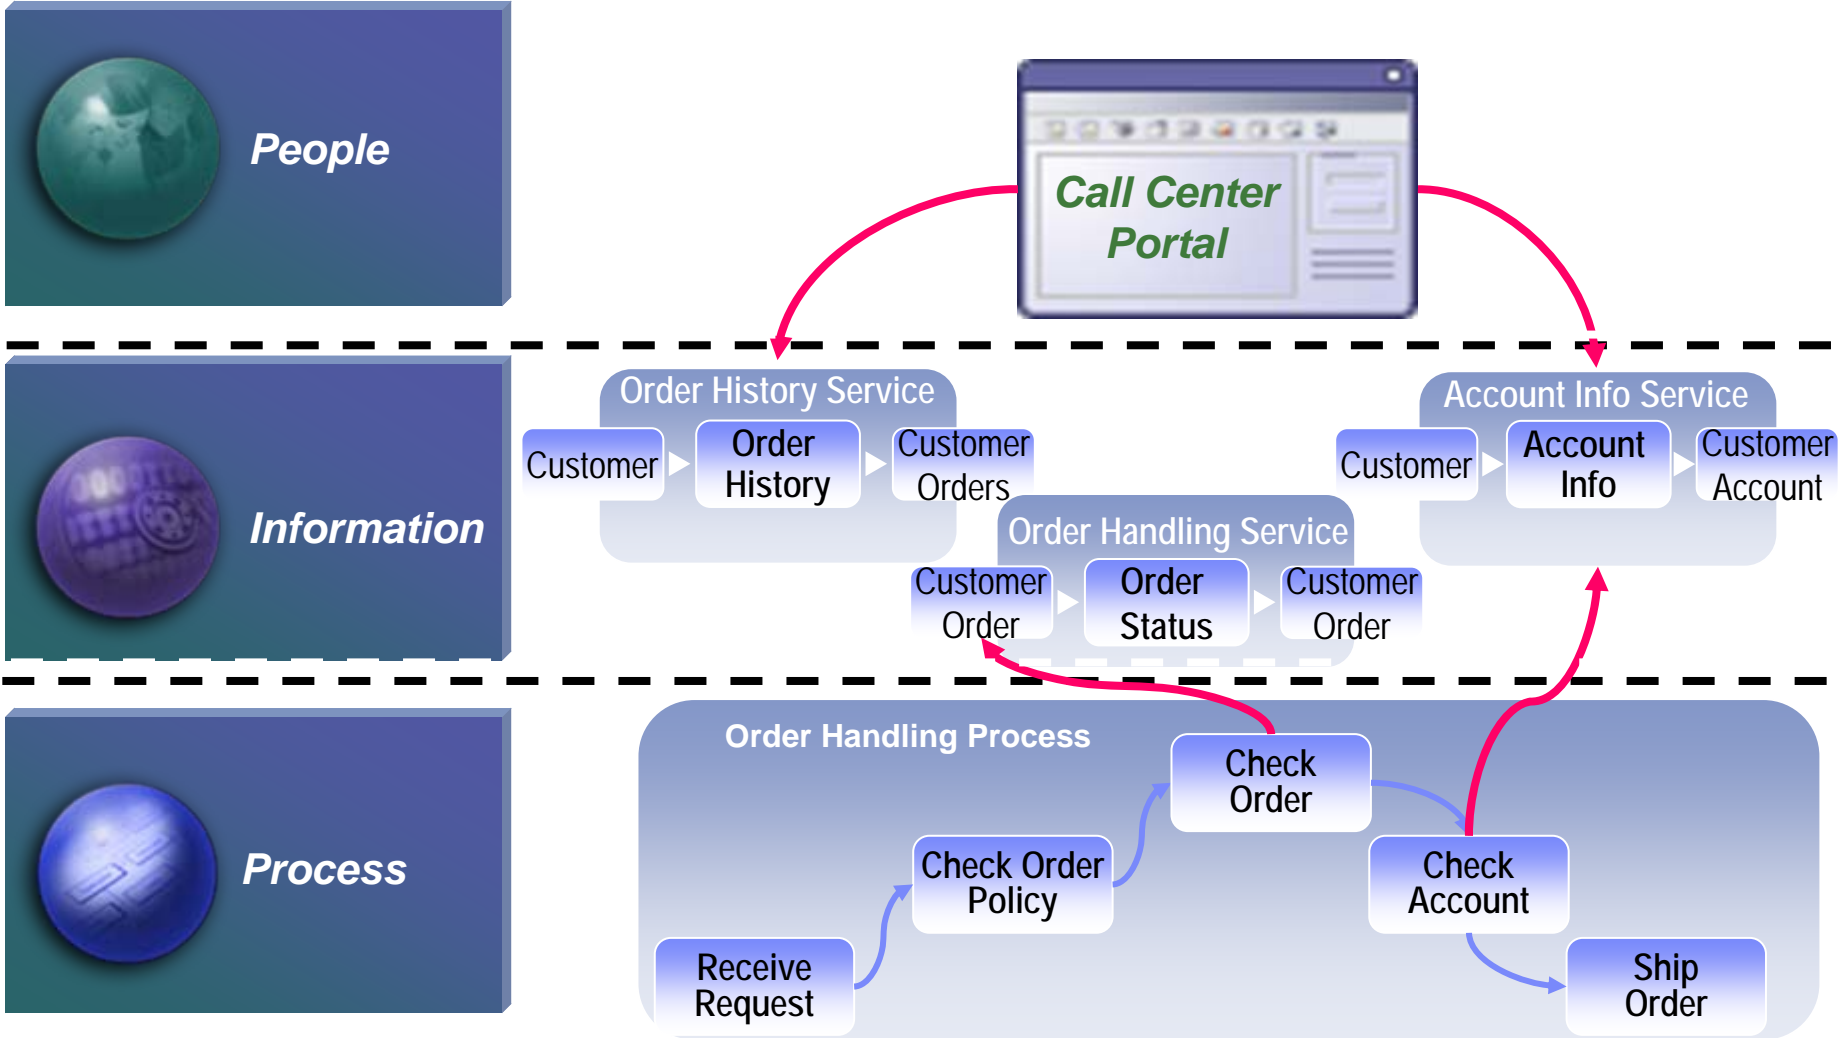 People
Call Center
Portal
Information
Order History Service
Customer
Order
History
Customer
Orders
Account Info Service
Customer
Account
Info
Customer
Account
Order Handling Service
Customer
Order
Order
Status
Customer
Order
Process
Order Handling Process
Receive
Request
Check Order
Policy
Check
Order
Check
Account
Ship
Order